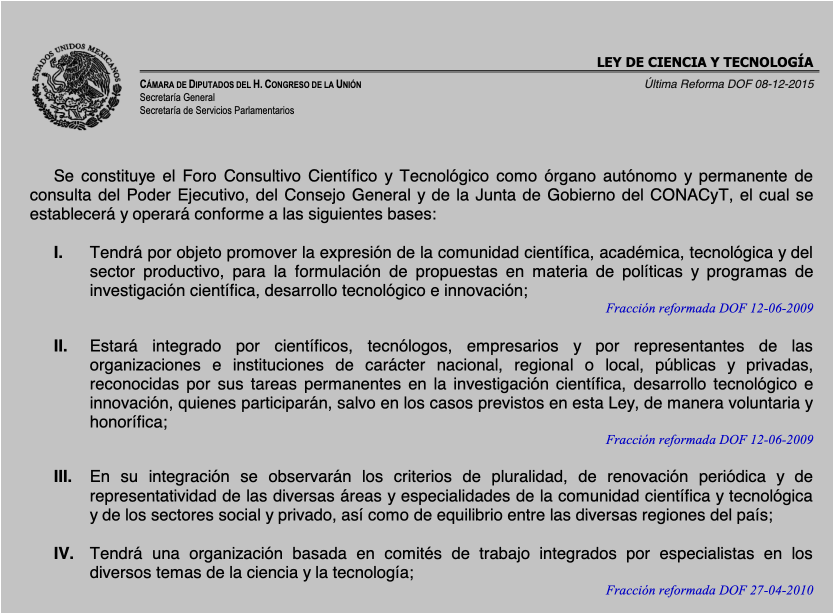 ESTADOS UNIDOS MEXICANOS
LEY DE CIENCIA Y TECNOLOGÍA
CÁMARA DE DIPUTADOS DEL H. CONGRESO DE LA UNIÓN
Última Reforma DOF 08-12-2015
Secretaría General
Secretaría de Servicios Parlamentarios
Se constituye el Foro Consultivo Científico y Tecnológico como órgano autónomo y permanente de
consulta del Poder Ejecutivo, del Consejo General y de la Junta de Gobierno del CONACyT, el cual se
establecerá y operará conforme a las siguientes bases:
I. Tendrá por objeto promover la expresión de la comunidad científica, académica, tecnológica y del
sector productivo, para la formulación de propuestas en materia de políticas y programas de
investigación científica, desarrollo tecnológico e innovación;
Fracción reformada DOF 12-06-2009
II. Estará integrado por científicos, tecnólogos, empresarios y por representantes de las
organizaciones e instituciones de carácter nacional, regional o local, públicas y privadas,
reconocidas por sus tareas permanentes en la investigación científica, desarrollo tecnológico e
innovación, quienes participarán, salvo en los casos previstos en esta Ley, de manera voluntaria y
honorífica;
Fracción reformada DOF 12-06-2009
III. En su integración se observarán los criterios de pluralidad, de renovación periódica y de
representatividad de las diversas áreas y especialidades de la comunidad científica y tecnológica
y de los sectores social y privado, así como de equilibrio entre las diversas regiones del país;
IV. Tendrá una organización basada en comités de trabajo integrados por especialistas en los
diversos temas de la ciencia y la tecnología;
Fracción reformada DOF 27-04-2010